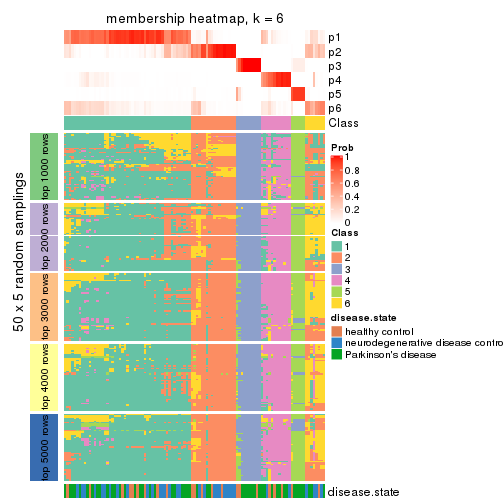 membership heatmap, k = 6
p1
p2
p3
p4
p5
p6
Class
50 x 5 random samplings
top 1000 rows
top 2000 rows
top 3000 rows
top 4000 rows
top 5000 rows
disease.state
Prob
1
0.8
0.6
0.4
0.2
0
Class
1
2
3
4
5
6
disease.state
healthy control
neurodegenerative disease contro
Parkinson's disease